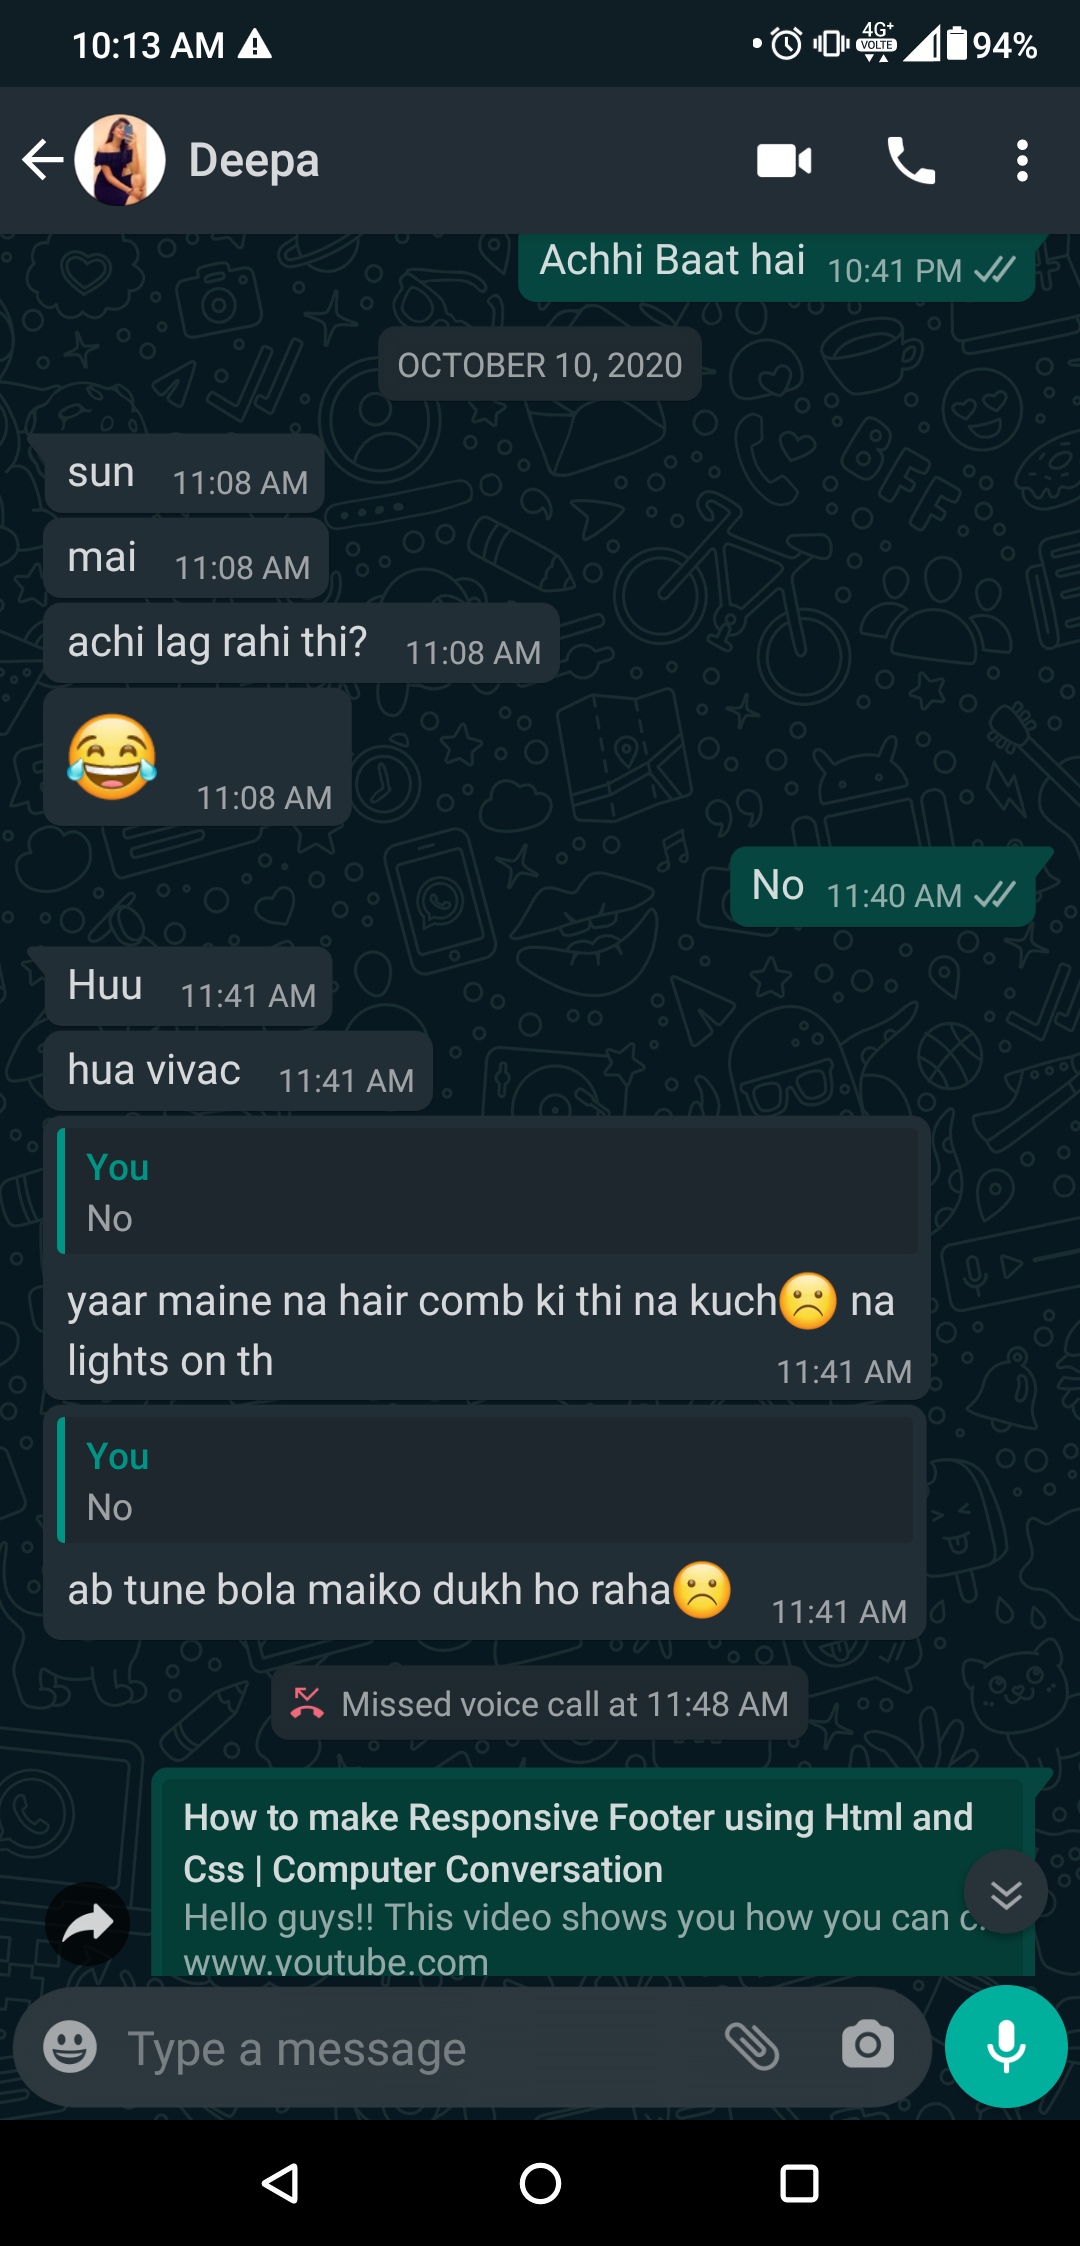 10:13 AM
4G+
VOLTE
94%
Deepa
Achhi Baat hai 10:41 PM
OCTOBER 10, 2020
sun 11:08 AM
mai 11:08 AM
achi lag rahi thi? 11:08 AM
😂 11:08 AM
No 11:40 AM
Huu 11:41 AM
hua vivac 11:41 AM
You
No
yaar maine na hair comb ki thi na kuch☹️ na
lights on th 11:41 AM
You
No
ab tune bola maiko dukh ho raha☹️ 11:41 AM
Missed voice call at 11:48 AM
How to make Responsive Footer using Html and
Css | Computer Conversation
Hello guys!! This video shows you how you can c...
www.youtube.com
Type a message